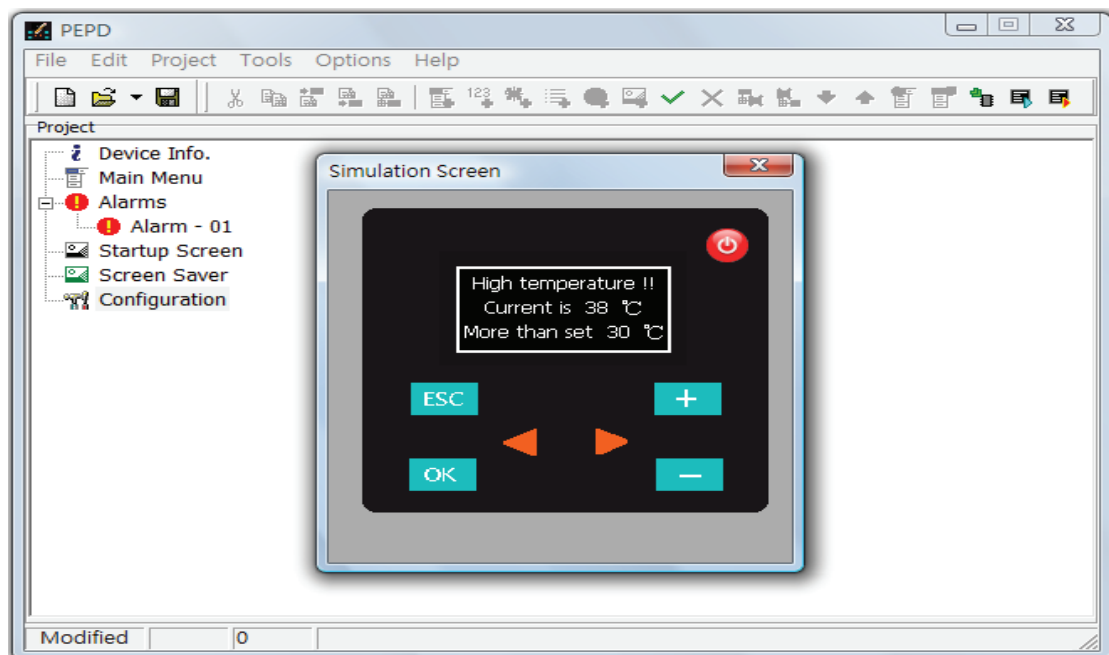 PEPD
File Edit Project Tools Options Help
123
Project
Device Info.
Main Menu
Alarms
Alarm - 01
Startup Screen
Screen Saver
Configuration
Simulation Screen
High temperature !!
Current is 38 ℃
More than set 30 ℃
ESC
+
OK
−
Modified 0